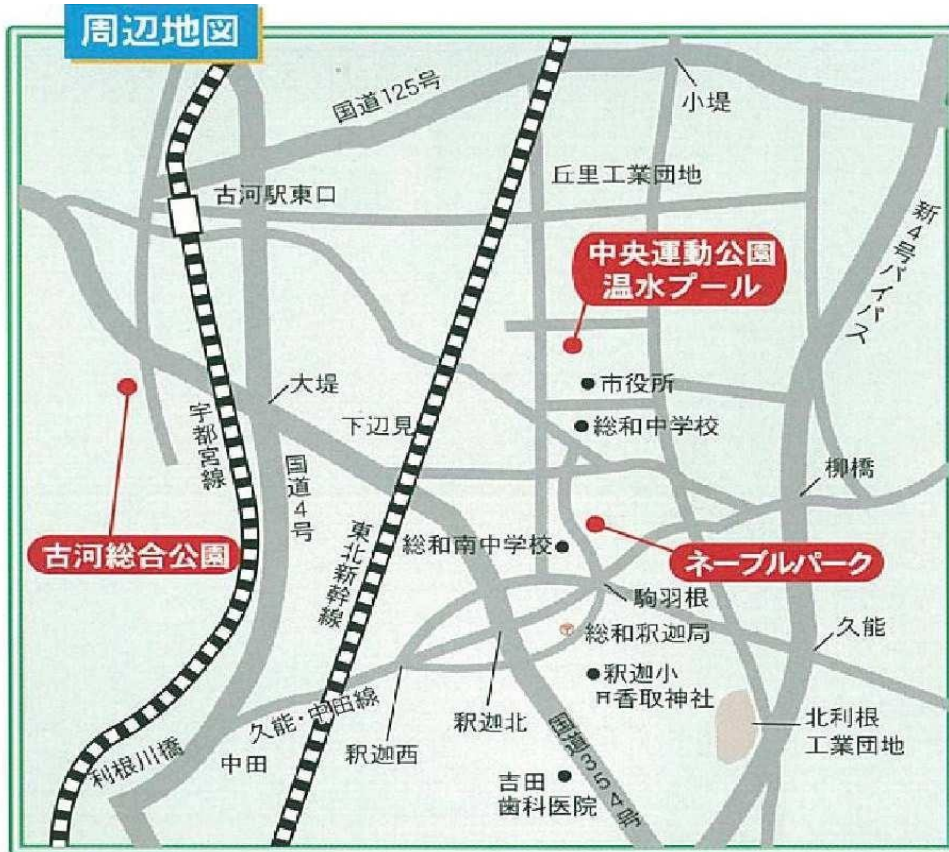 周辺地図
国道125号
小堤
古河駅東口
丘里工業団地
新4号バイパス
中央運動公園
温水プール
市役所
大堤
総和中学校
下辺見
宇都宮線
国道4号
柳橋
東北新幹線
古河総合公園
総和南中学校
ネーブルパーク
駒羽根
〒総和釈迦局
久能
釈迦小
香取神社
北利根
工業団地
久能・中田線
釈迦西
釈迦北
国道453号
利根川橋
中田
吉田
歯科医院